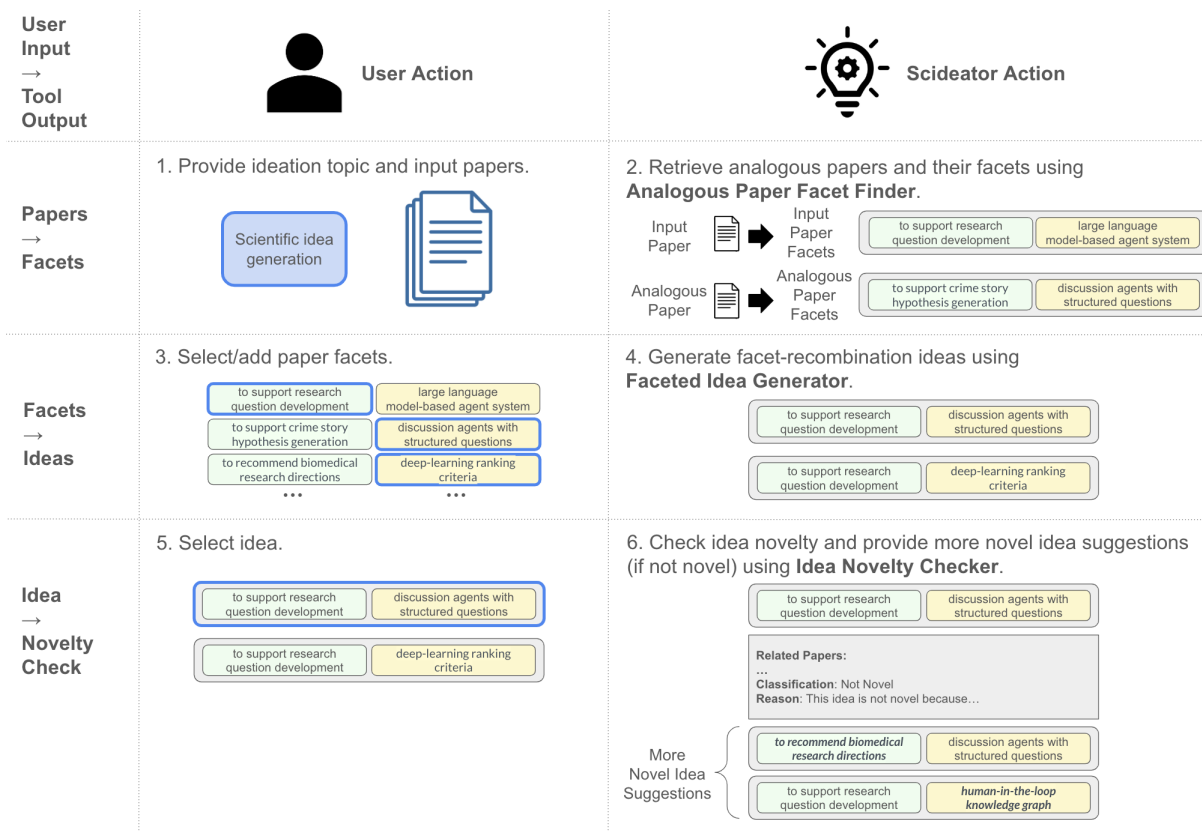 User
Input
→
Tool
Output
User Action
Scideator Action
Papers
→
Facets
1. Provide ideation topic and input papers.
Scientific idea
generation
2. Retrieve analogous papers and their facets using
Analogous Paper Facet Finder.
Input
Paper
Input
Paper
Facets
to support research
question development
large language
model-based agent system
Analogous
Paper
Analogous
Paper
Facets
to support crime story
hypothesis generation
discussion agents with
structured questions
Facets
→
Ideas
3. Select/add paper facets.
to support research
question development
large language
model-based agent system
to support crime story
hypothesis generation
discussion agents with
structured questions
to recommend biomedical
research directions
deep-learning ranking
criteria
•••
•••
4. Generate facet-recombination ideas using
Faceted Idea Generator.
to support research
question development
discussion agents with
structured questions
to support research
question development
deep-learning ranking
criteria
Idea
→
Novelty
Check
5. Select idea.
to support research
question development
discussion agents with
structured questions
to support research
question development
deep-learning ranking
criteria
6. Check idea novelty and provide more novel idea suggestions
(if not novel) using Idea Novelty Checker.
to support research
question development
discussion agents with
structured questions
Related Papers:
...
Classification: Not Novel
Reason: This idea is not novel because…
More
Novel Idea
Suggestions
to recommend biomedical
research directions
discussion agents with
structured questions
to support research
question development
human-in-the-loop
knowledge graph